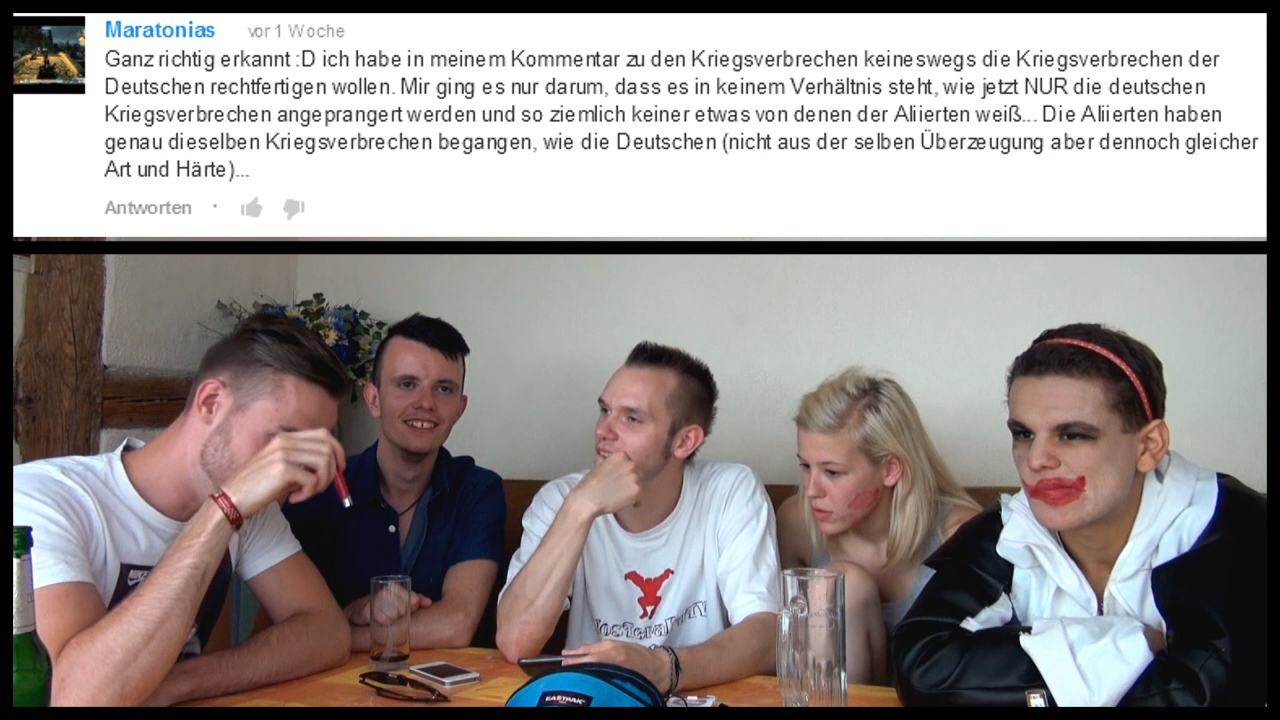 Maratonias vor 1 Woche
Ganz richtig erkannt :D ich habe in meinem Kommentar zu den Kriegsverbrechen keineswegs die Kriegsverbrechen der
Deutschen rechtfertigen wollen. Mir ging es nur darum, dass es in keinem Verhältnis steht, wie jetzt NUR die deutschen
Kriegsverbrechen angeprangert werden und so ziemlich keiner etwas von denen der Aliierten weiß... Die Aliierten haben
genau dieselben Kriegsverbrechen begangen, wie die Deutschen (nicht aus der selben Überzeugung aber dennoch gleicher
Art und Härte)...
Antworten ·
EASTPAK